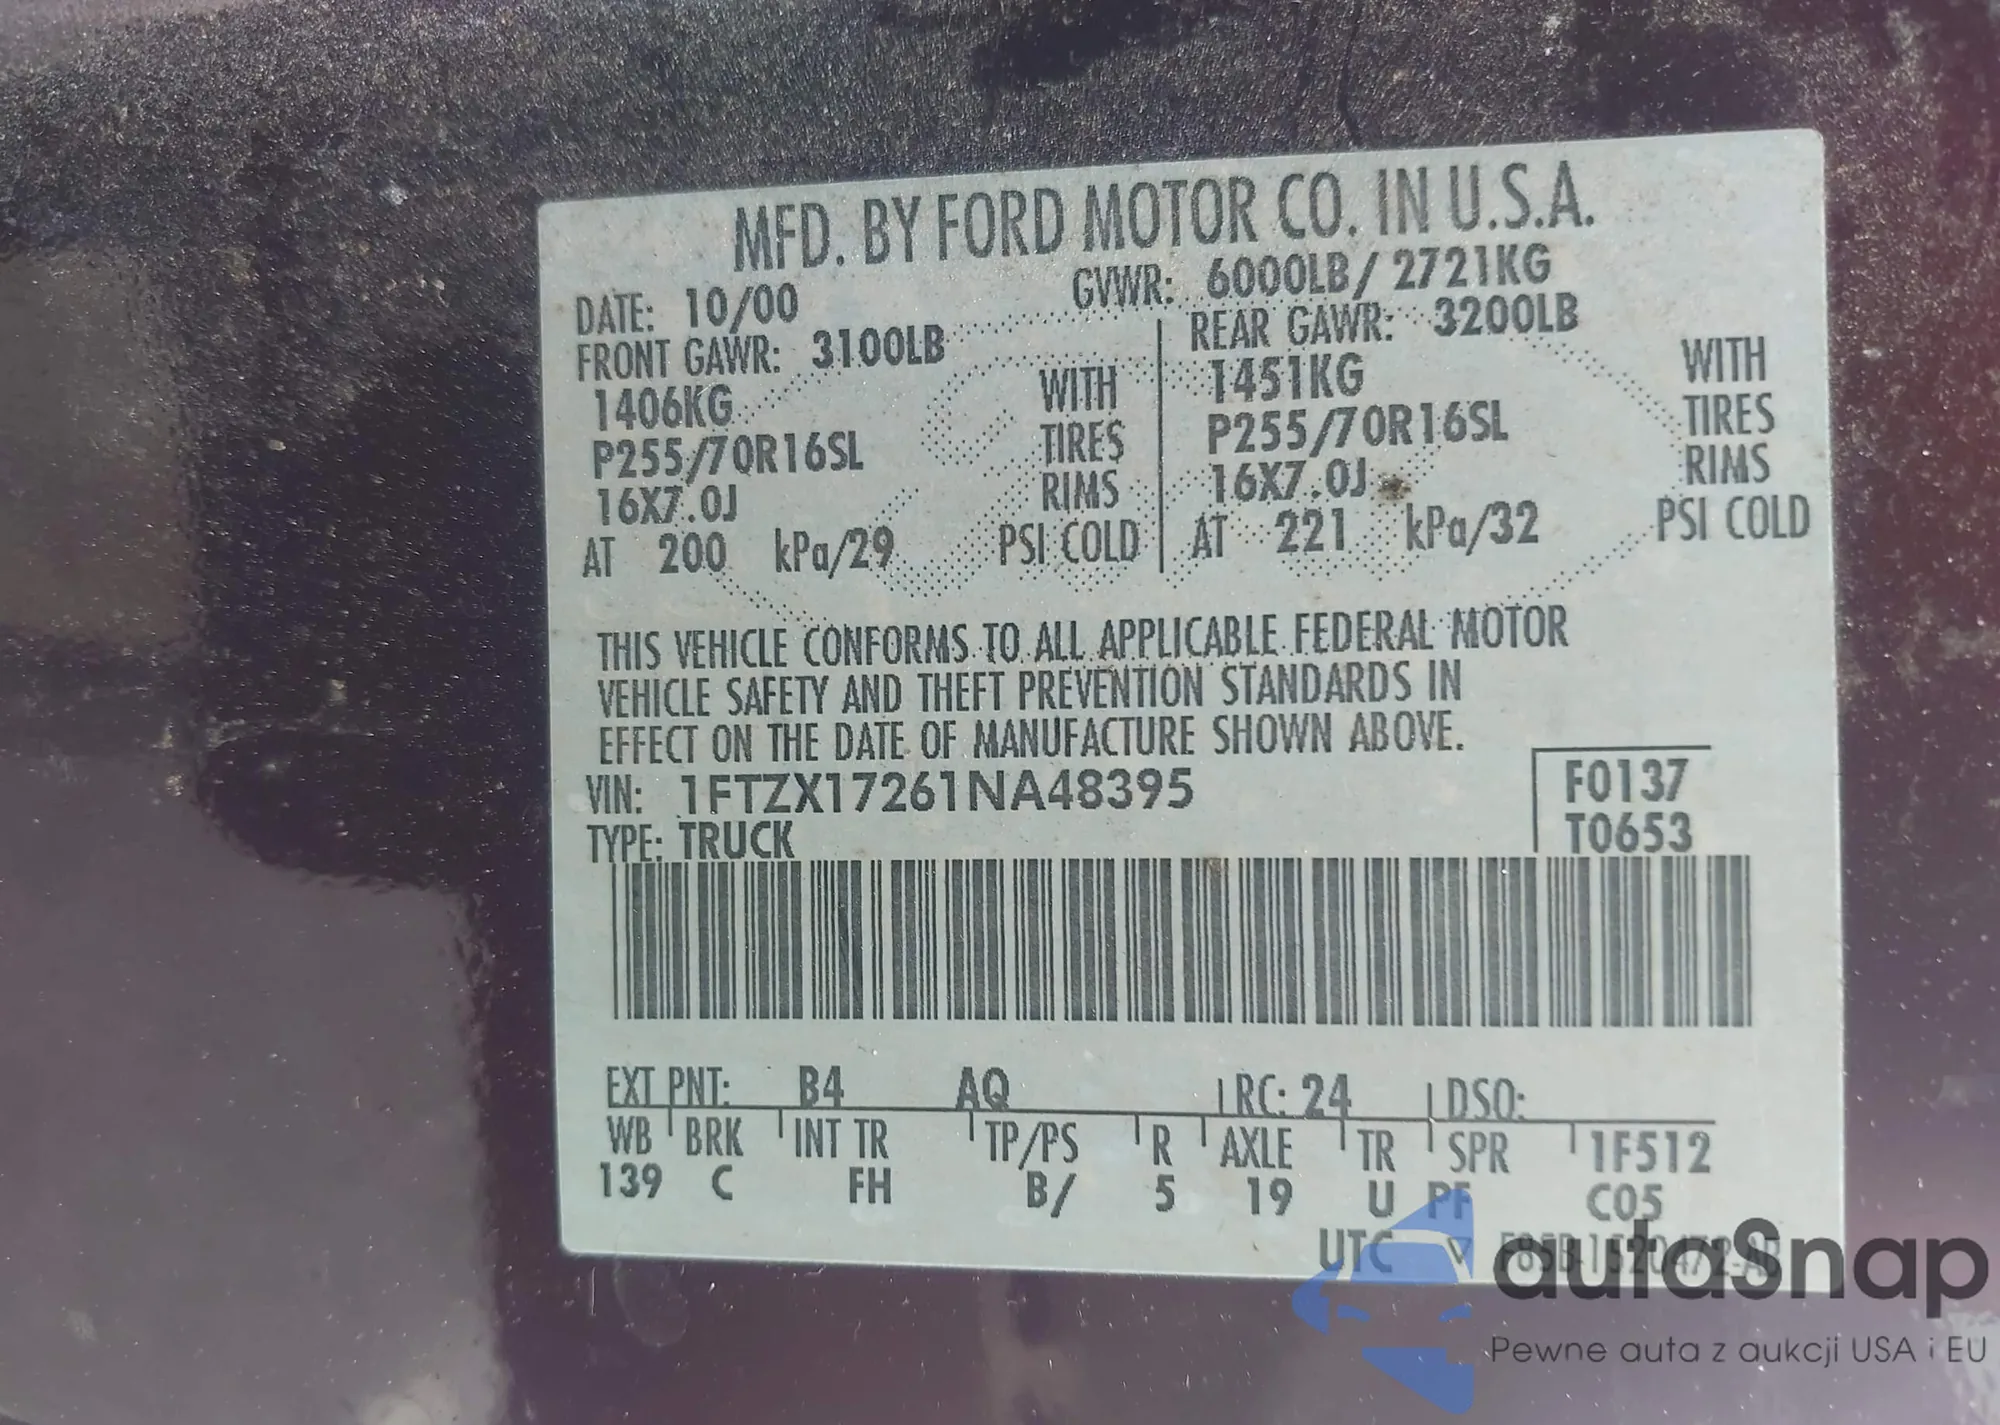 MFD. BY FORD MOTOR CO. IN U.S.A.
DATE: 10/00 GVWR: 6000LB/ 2721KG
FRONT GAWR: 3100LB REAR GAWR: 3200LB
1406KG WITH 1451KG WITH
P255/70R16SL TIRES P255/70R16SL TIRES
16X7.0J RIMS 16X7.0J RIMS
AT 200 kPa/29 PSI COLD AT 221 kPa/32 PSI COLD
THIS VEHICLE CONFORMS TO ALL APPLICABLE FEDERAL MOTOR
VEHICLE SAFETY AND THEFT PREVENTION STANDARDS IN
EFFECT ON THE DATE OF MANUFACTURE SHOWN ABOVE.
VIN: 1FTZX17261NA48395 F0137
TYPE: TRUCK T0653
EXT PNT: B4 AQ RC: 24 DSO:
WB BRK INT TR TP/PS R AXLE TR SPR 1F512
139 C FH B/ 5 19 U PF C05
UTC
autoSnap
Pewne auta z aukcji USA i EU